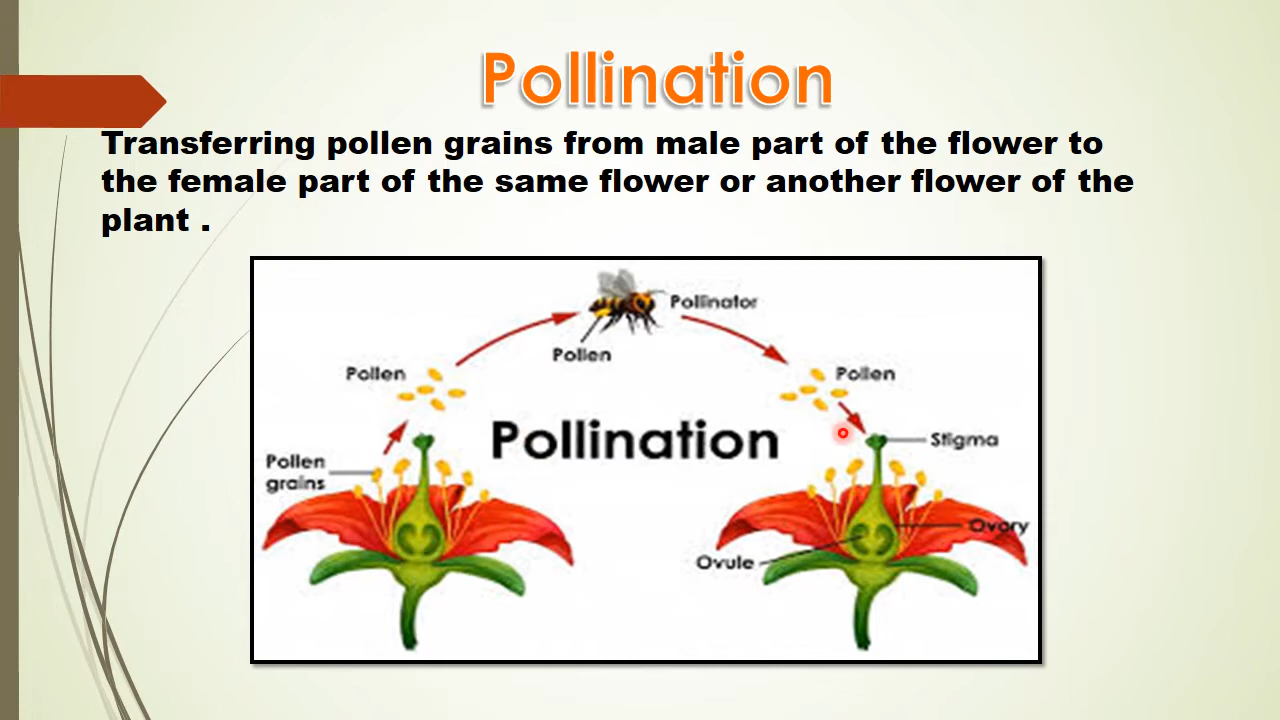 Pollination
Transferring pollen grains from male part of the flower to
the female part of the same flower or another flower of the
plant .
Pollinator
Pollen
Pollen
Pollen
Pollination
Stigma
Pollen
grains
Ovary
Ovule